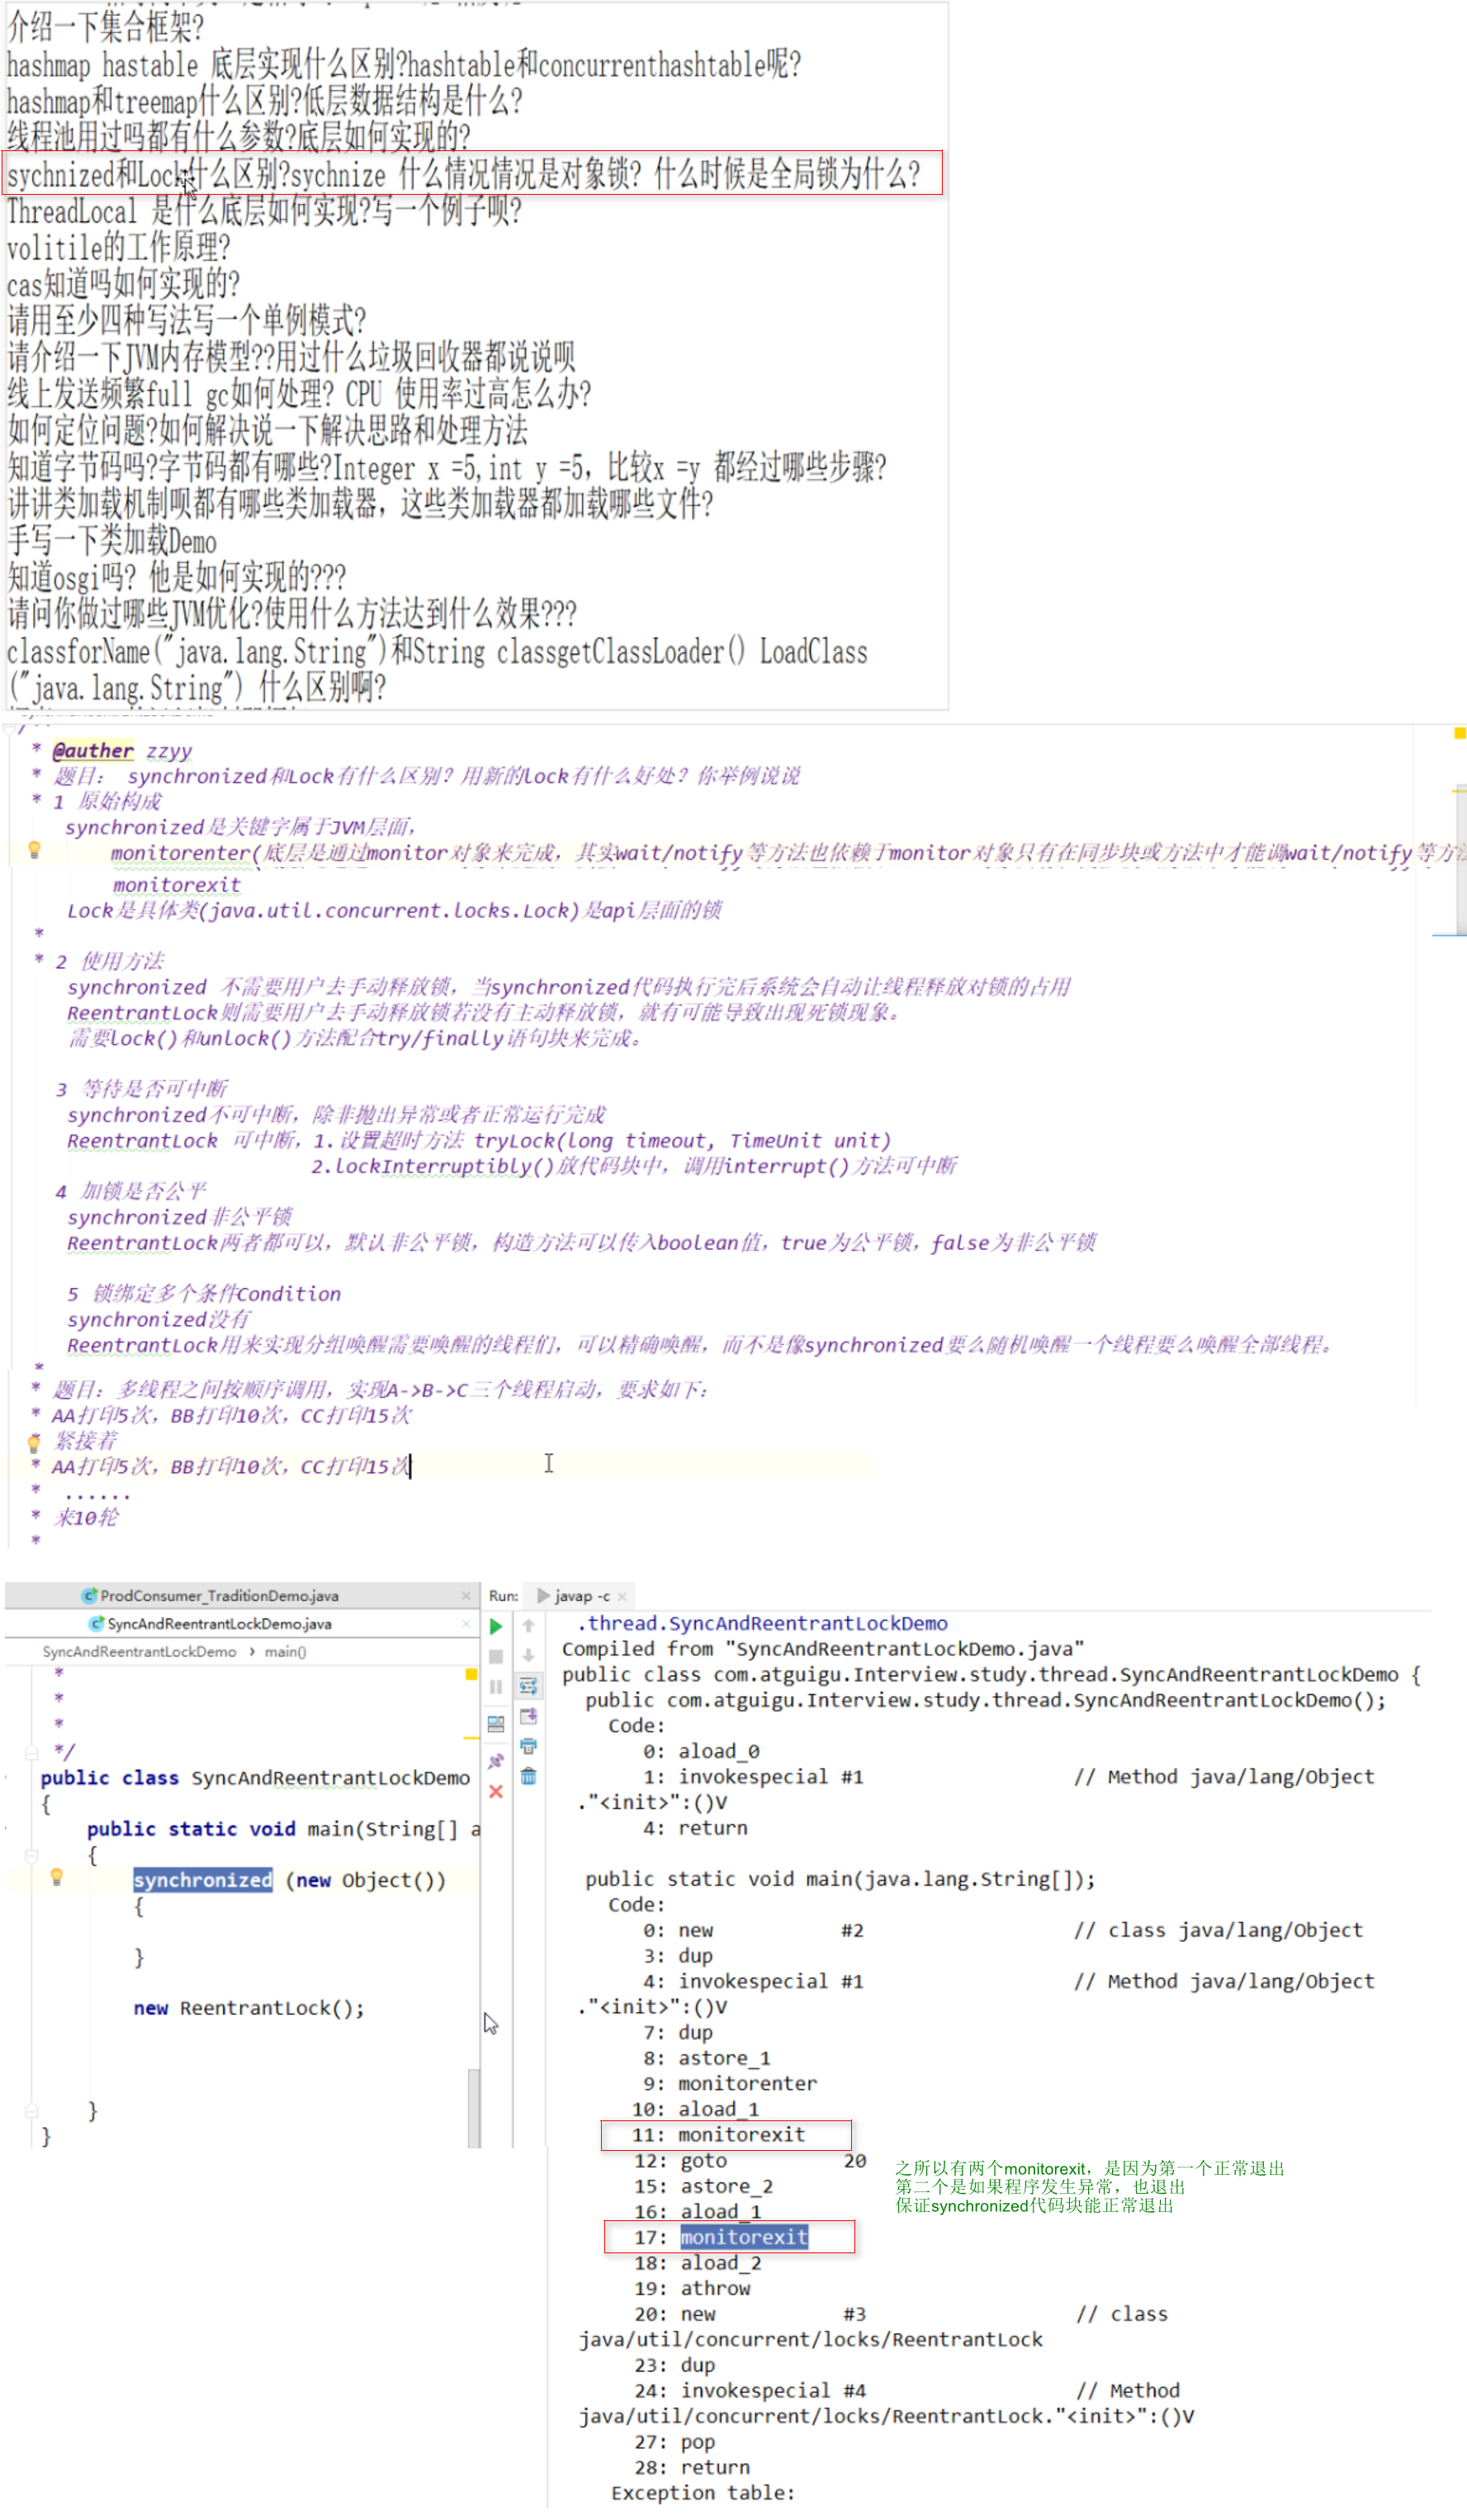 介绍一下集合框架?
hashmap hastable 底层实现什么区别?hashtable和concurrenthashtable呢?
hashmap和treemap什么区别?低层数据结构是什么?
线程池用过吗都有什么参数?底层如何实现的?
sychnized和Lock什么区别?sychnize 什么情况情况是对象锁? 什么时候是全局锁为什么?
ThreadLocal 是什么底层如何实现?写一个例子呗?
volitile的工作原理?
cas知道吗如何实现的?
请用至少四种写法写一个单例模式?
请介绍一下JVM内存模型??用过什么垃圾回收器都说说呗
线上发送频繁full gc如何处理? CPU 使用率过高怎么办?
如何定位问题?如何解决说一下解决思路和处理方法
知道字节码吗?字节码都有哪些?Integer x =5,int y =5, 比较x =y 都经过哪些步骤?
讲讲类加载机制呗都有哪些类加载器, 这些类加载器都加载哪些文件?
手写一下类加载Demo
知道osgi吗? 他是如何实现的???
请问你做过哪些JVM优化?使用什么方法达到什么效果???
classforName("java.lang.String")和String classgetClassLoader() LoadClass
("java.lang.String") 什么区别啊?
* @auther zzyy
* 题目: synchronized和Lock有什么区别? 用新的lock有什么好处? 你举例说说
* 1 原始构成
synchronized是关键字属于JVM层面,
monitorenter(底层是通过monitor对象来完成, 其实wait/notify等方法也依赖于monitor对象只有在同步块或方法中才能调wait/notify等方法
monitorexit
Lock是具体类(java.util.concurrent.locks.Lock)是api层面的锁
*
* 2 使用方法
synchronized 不需要用户去手动释放锁, 当synchronized代码执行完后系统会自动让线程释放对锁的占用
ReentrantLock则需要用户去手动释放锁若没有主动释放锁, 就有可能导致出现死锁现象。
需要lock()和unlock()方法配合try/finally语句块来完成。
3 等待是否可中断
synchronized不可中断, 除非抛出异常或者正常运行完成
ReentrantLock 可中断, 1.设置超时方法 tryLock(long timeout, TimeUnit unit)
2.lockInterruptibly()放代码块中, 调用interrupt()方法可中断
4 加锁是否公平
synchronized非公平锁
ReentrantLock两者都可以, 默认非公平锁, 构造方法可以传入boolean值, true为公平锁, false为非公平锁
5 锁绑定多个条件Condition
synchronized没有
ReentrantLock用来实现分组唤醒需要唤醒的线程们, 可以精确唤醒, 而不是像synchronized要么随机唤醒一个线程要么唤醒全部线程。
*
* 题目: 多线程之间按顺序调用, 实现A->B->C三个线程启动, 要求如下:
* AA打印5次, BB打印10次, CC打印15次
* 紧接着
* AA打印5次, BB打印10次, CC打印15次
* ......
* 来10轮
*
ProdConsumer_TraditionDemo.java
SyncAndReentrantLockDemo.java
SyncAndReentrantLockDemo › main()
*
*
*
*/
public class SyncAndReentrantLockDemo
{
public static void main(String[] a
{
synchronized (new Object())
{
}
new ReentrantLock();
}
}
Run: javap -c
.thread.SyncAndReentrantLockDemo
Compiled from "SyncAndReentrantLockDemo.java"
public class com.atguigu.Interview.study.thread.SyncAndReentrantLockDemo {
public com.atguigu.Interview.study.thread.SyncAndReentrantLockDemo();
Code:
0: aload_0
1: invokespecial #1 // Method java/lang/Object
."<init>":()V
4: return
public static void main(java.lang.String[]);
Code:
0: new #2 // class java/lang/Object
3: dup
4: invokespecial #1 // Method java/lang/Object
."<init>":()V
7: dup
8: astore_1
9: monitorenter
10: aload_1
11: monitorexit
12: goto 20
15: astore_2
16: aload_1
17: monitorexit
18: aload_2
19: athrow
20: new #3 // class
java/util/concurrent/locks/ReentrantLock
23: dup
24: invokespecial #4 // Method
java/util/concurrent/locks/ReentrantLock."<init>":()V
27: pop
28: return
Exception table:
之所以有两个monitorexit, 是因为第一个正常退出
第二个是如果程序发生异常, 也退出
保证synchronized代码块能正常退出